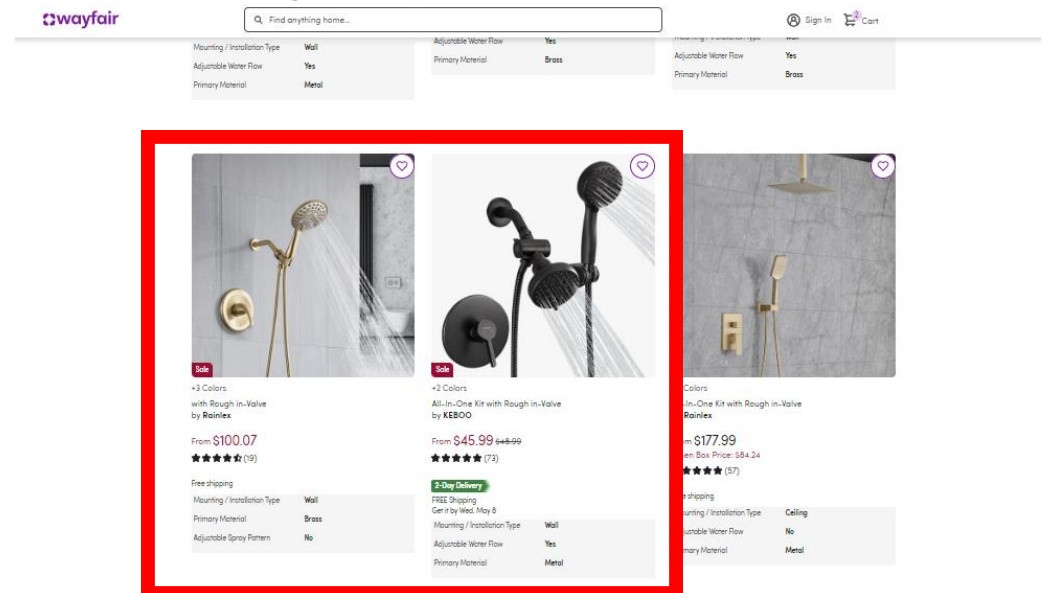 wayfair
Find anything home...
Sign In
2
Cart
Mounting / Installation Type Wall
Adjustable Water Flow Yes
Primary Material Metal
Adjustable Water Flow Yes
Primary Material Brass
Adjustable Water Flow Yes
Primary Material Brass
Sale
+3 Colors
with Rough in-Valve
by Rainlex
From $100.07
(19)
Free shipping
Mounting / Installation Type Wall
Primary Material Brass
Adjustable Spray Pattern No
Sale
+2 Colors
All-In-One Kit with Rough in-Valve
by KEBOO
From $45.99 $48.99
(73)
2-Day Delivery
FREE Shipping
Get it by Wed. May 8
Mounting / Installation Type Wall
Adjustable Water Flow Yes
Primary Material Metal
Colors
-In-One Kit with Rough in-Valve
Rainlex
$177.99
Box Price: $84.24
(57)
shipping
Installation Type Ceiling
Water Flow No
Material Metal